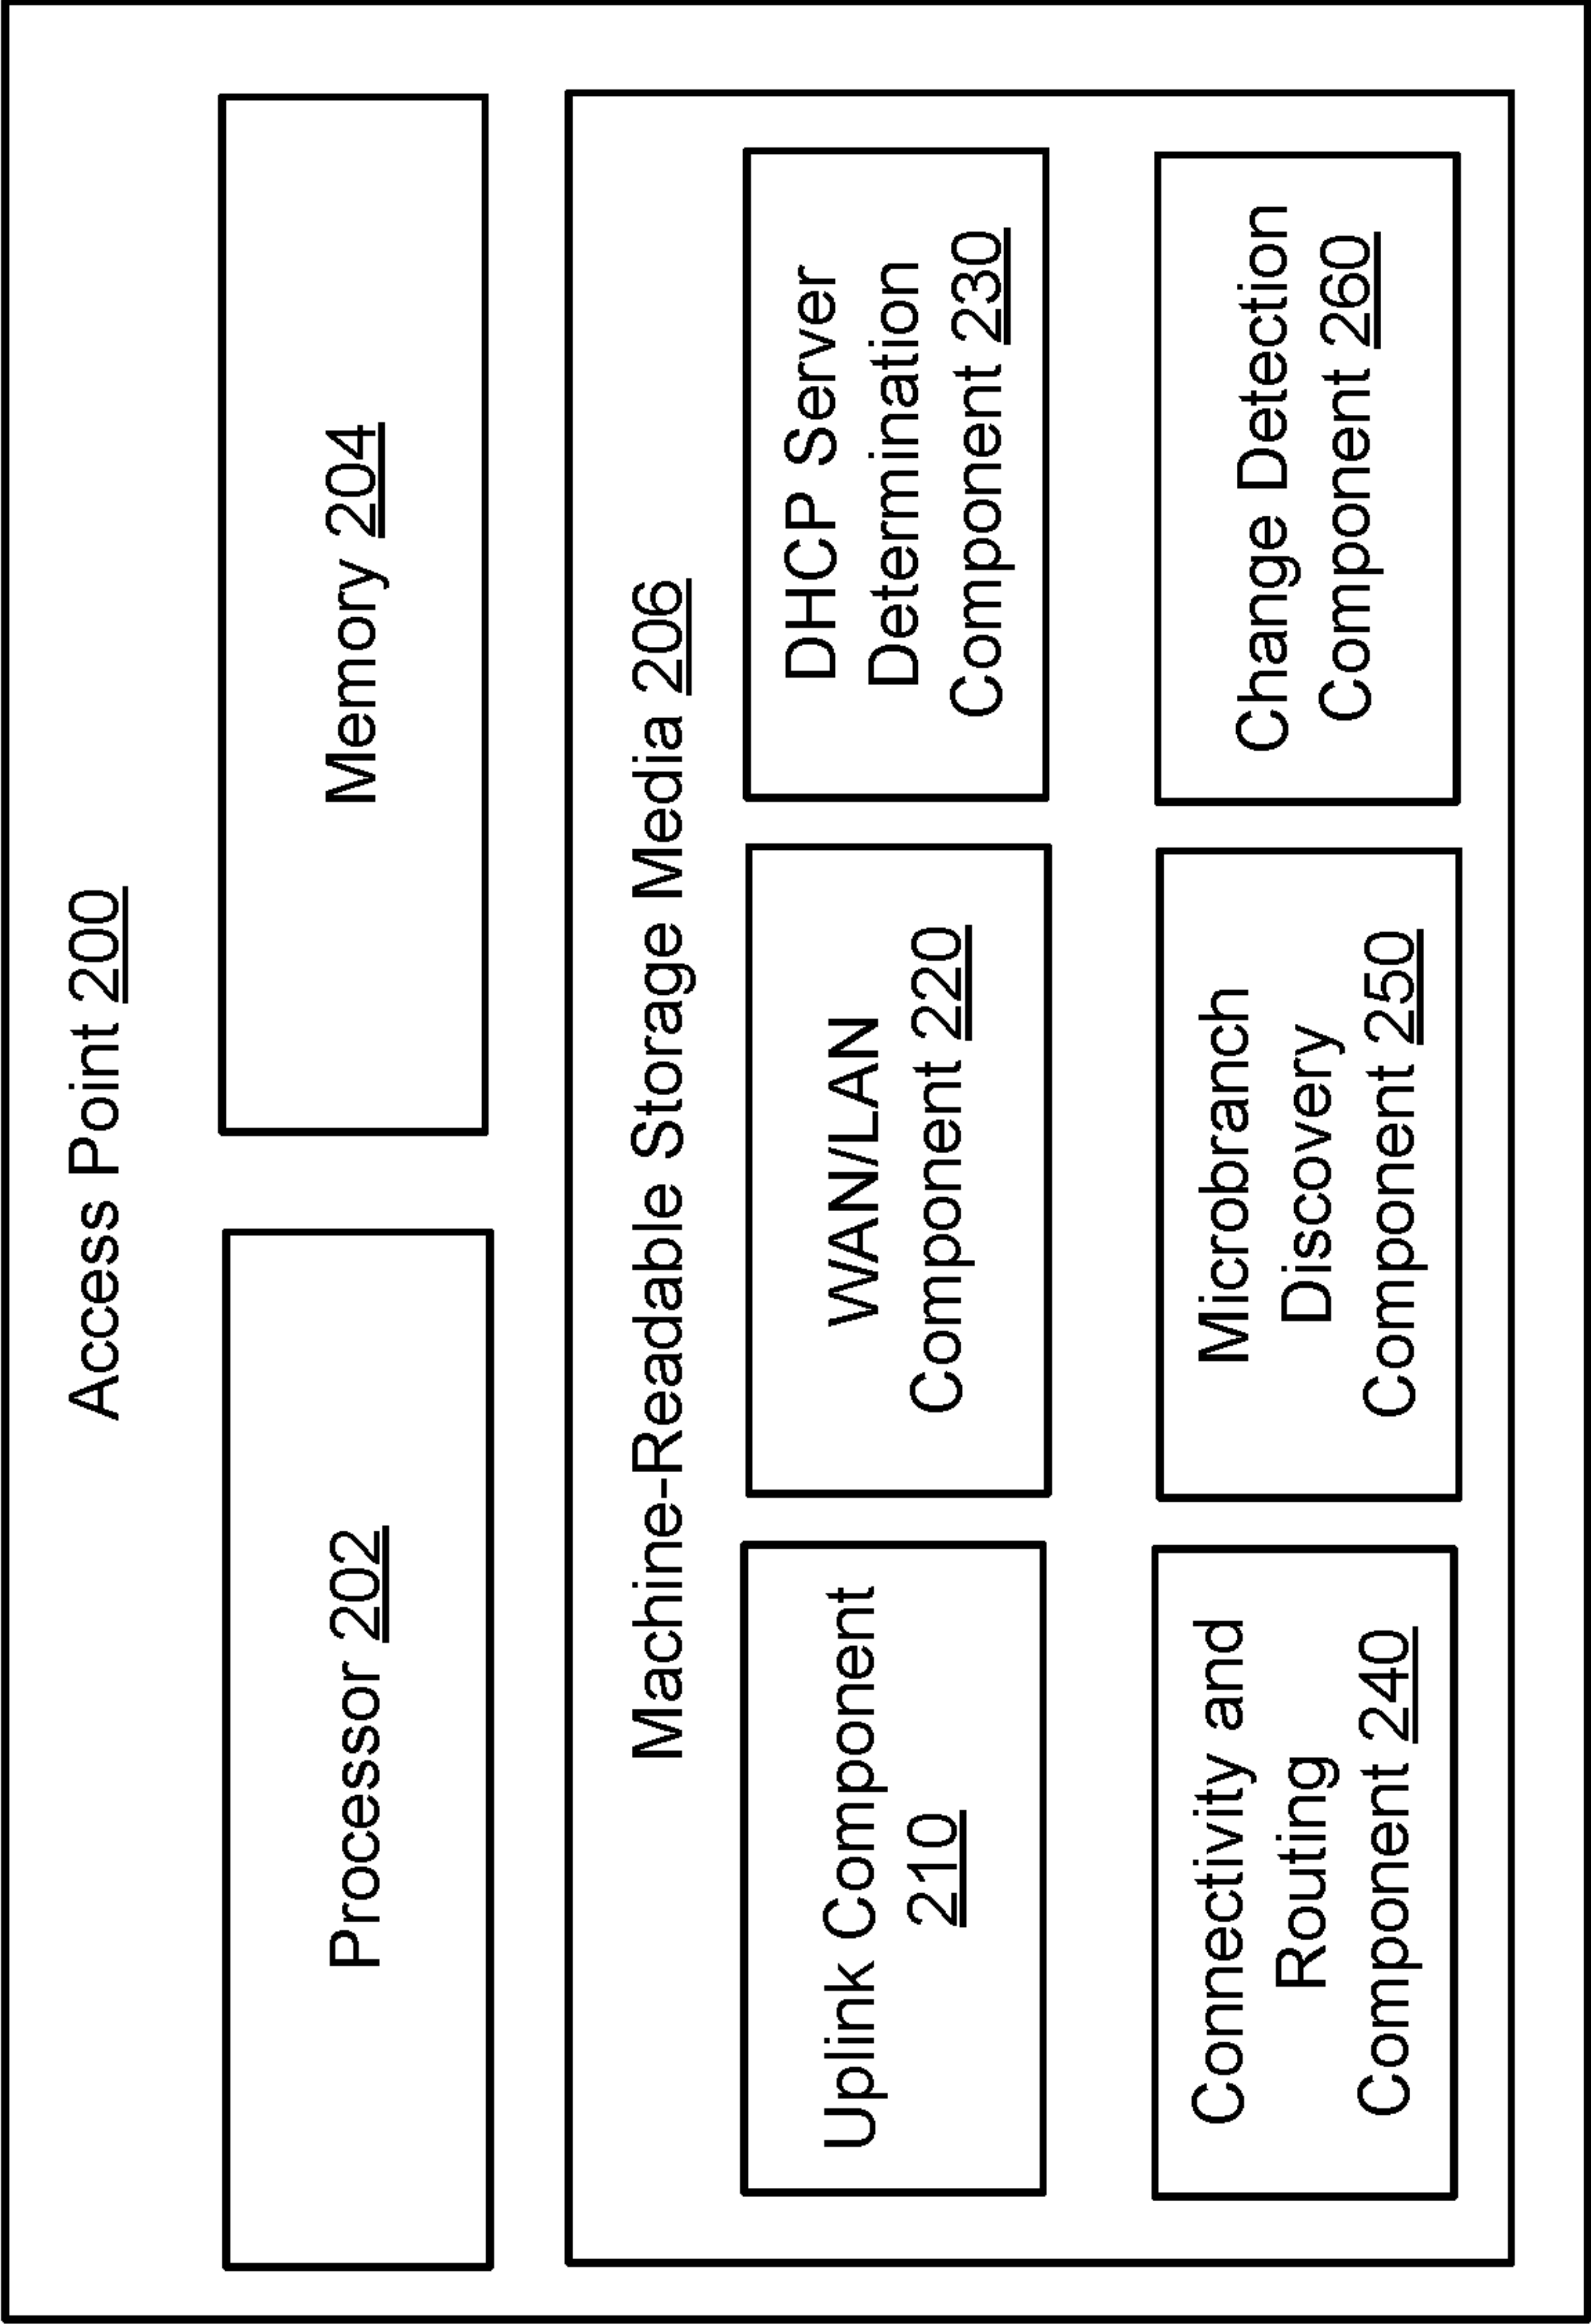 Access Point 200
Processor 202
Memory 204
Machine-Readable Storage Media 206
Uplink Component
210
WAN/LAN
Component 220
DHCP Server
Determination
Component 230
Connectivity and
Routing
Component 240
Microbranch
Discovery
Component 250
Change Detection
Component 260